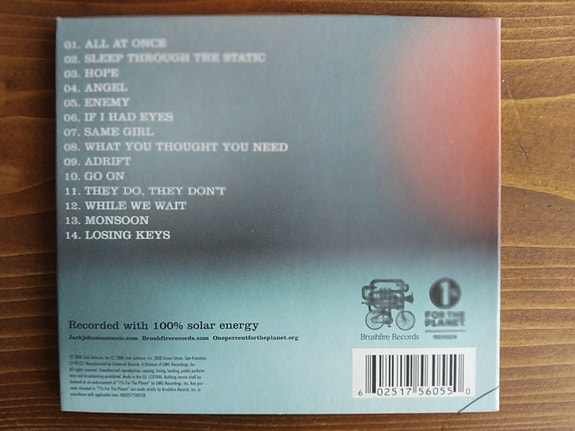 01. ALL AT ONCE
02. SLEEP THROUGH THE STATIC
03. HOPE
04. ANGEL
05. ENEMY
06. IF I HAD EYES
07. SAME GIRL
08. WHAT YOU THOUGHT YOU NEED
09. ADRIFT
10. GO ON
11. THEY DO, THEY DON'T
12. WHILE WE WAIT
13. MONSOON
14. LOSING KEYS
1%
FOR THE
PLANET
MEMBER
Brushfire Records
Recorded with 100% solar energy
Jackjohnsonmusic.com Brushfirerecords.com Onepercentfortheplanet.org
6 02517 56055 0